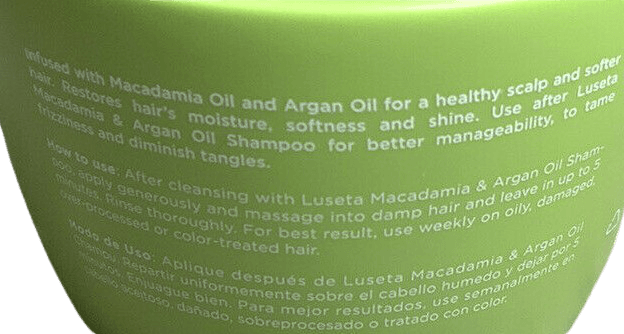 Infused with Macadamia Oil and Argan Oil for a healthy scalp and softer
hair. Restores hair's moisture, softness and shine. Use after Luseta
Macadamia & Argan Oil Shampoo for better manageability, to tame
frizziness and diminish tangles.
How to use: After cleansing with Luseta Macadamia & Argan Oil Sham-
poo, apply generously and massage into damp hair and leave in up to 5
minutes. Rinse thoroughly. For best result, use weekly on oily, damaged,
over-processed or color-treated hair.
Modo de Uso: Aplique después de Luseta Macadamia & Argan Oil
Shampu. Repartir uniformemente sobre el cabello humedo y dejar por 5
minutos. Enjuague bien. Para mejor resultados, use semanalmente en
cabello aceitoso, dañado, sobreprocesado o tratado con color.